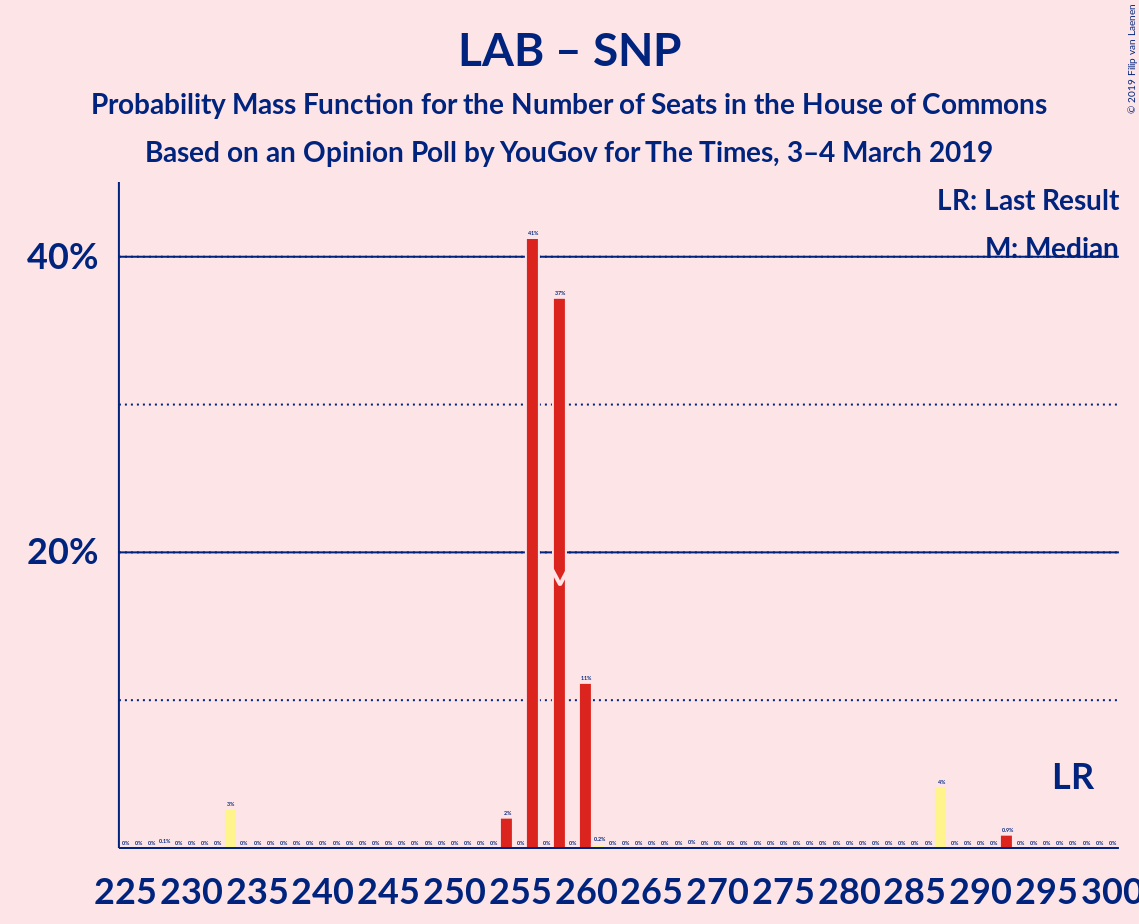 LAB – SNP
Probability Mass Function for the Number of Seats in the House of Commons
Based on an Opinion Poll by YouGov for The Times, 3–4 March 2019
© 2019 Filip van Laenen
LR: Last Result
M: Median
40%
20%
41%
37%
11%
4%
3%
2%
0.9%
0.2%
0.1%
LR
225 230 235 240 245 250 255 260 265 270 275 280 285 290 295 300